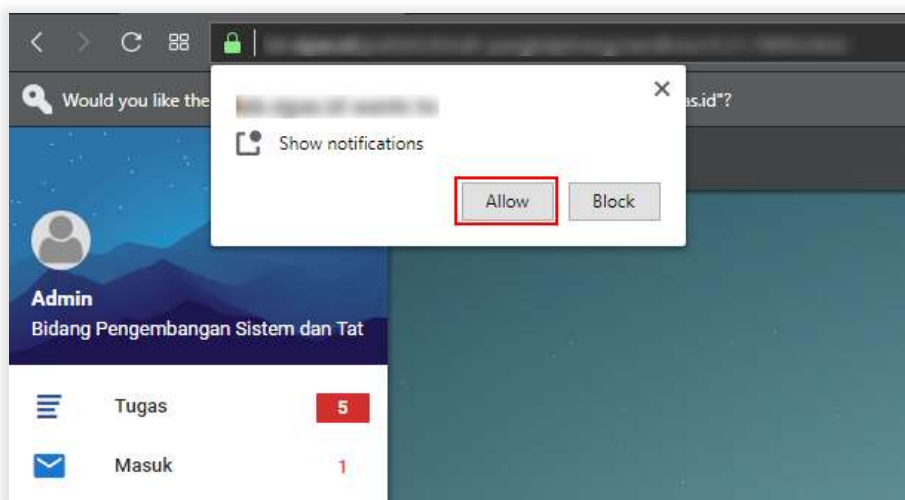 Would you like the
as.id"?
Show notifications
Allow
Block
Admin
Bidang Pengembangan Sistem dan Tat
Tugas
5
Masuk
1